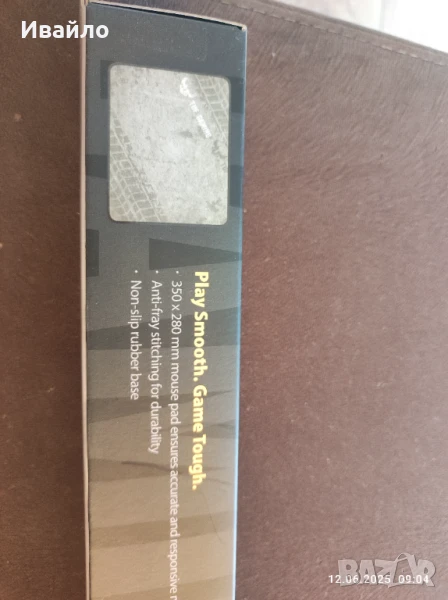 Ивайло
Play Smooth. Game Tough.
• 350 x 280 mm mouse pad ensures accurate and responsive
• Anti-fray stitching for durability
• Non-slip rubber base
12.06.2025 09:04
BAZAR